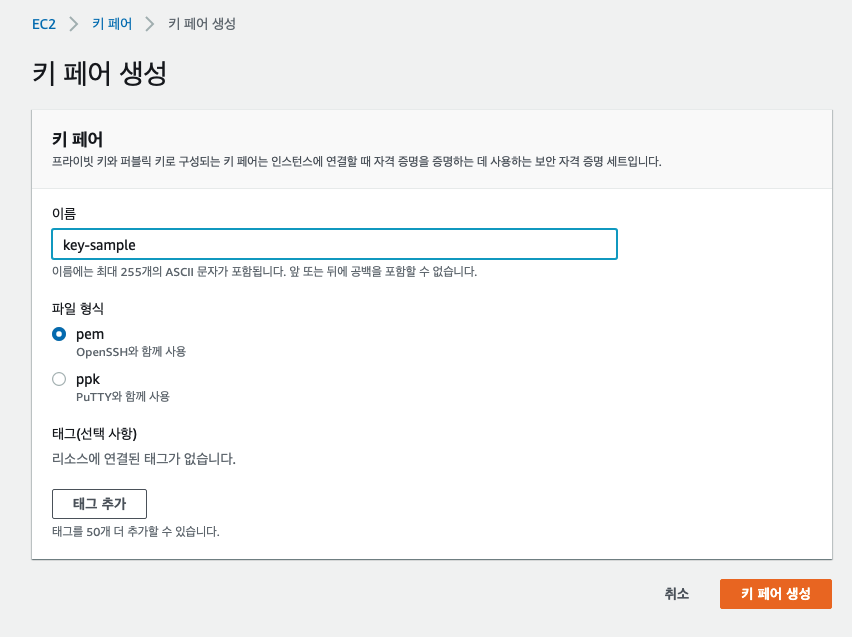 EC2 > 키 페어 > 키 페어 생성
키 페어 생성
키 페어
프라이빗 키와 퍼블릭 키로 구성되는 키 페어는 인스턴스에 연결할 때 자격 증명을 증명하는 데 사용하는 보안 자격 증명 세트입니다.
이름
key-sample
이름에는 최대 255개의 ASCII 문자가 포함됩니다. 앞 또는 뒤에 공백을 포함할 수 없습니다.
파일 형식
pem
OpenSSH와 함께 사용
ppk
PuTTY와 함께 사용
태그(선택 사항)
리소스에 연결된 태그가 없습니다.
태그 추가
태그를 50개 더 추가할 수 있습니다.
취소 키 페어 생성